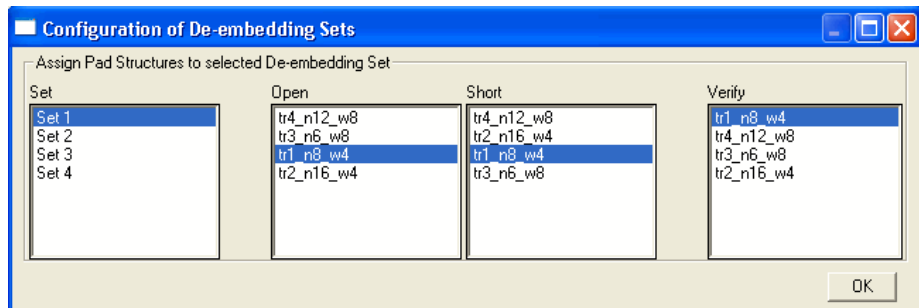 Configuration of De-embedding Sets
Assign Pad Structures to selected De-embedding Set
Set
Open
Short
Verify
Set 1
Set 2
Set 3
Set 4
tr4_n12_w8
tr3_n6_w8
tr1_n8_w4
tr2_n16_w4
tr4_n12_w8
tr2_n16_w4
tr1_n8_w4
tr3_n6_w8
tr1_n8_w4
tr4_n12_w8
tr3_n6_w8
tr2_n16_w4
OK